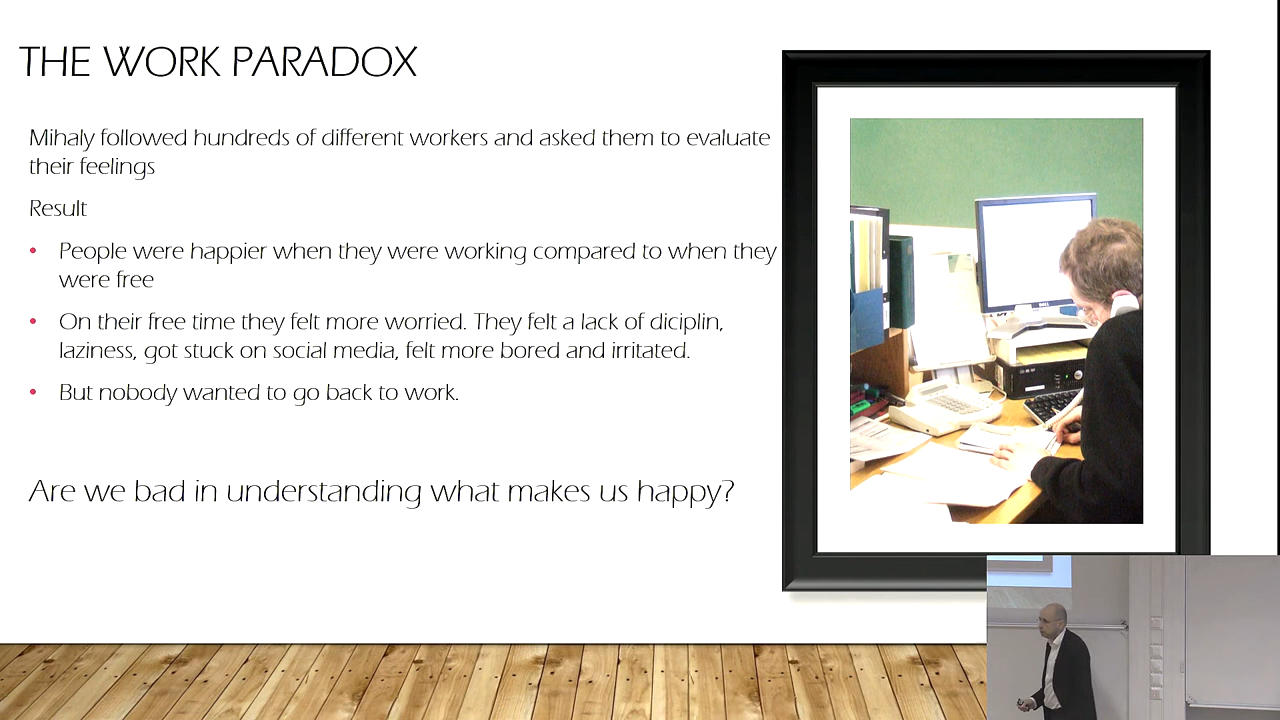 THE WORK PARADOX
Mihaly followed hundreds of different workers and asked them to evaluate
their feelings
Result
• People were happier when they were working compared to when they
were free
• On their free time they felt more worried. They felt a lack of diciplin,
laziness, got stuck on social media, felt more bored and irritated.
• But nobody wanted to go back to work.
Are we bad in understanding what makes us happy?
DELL